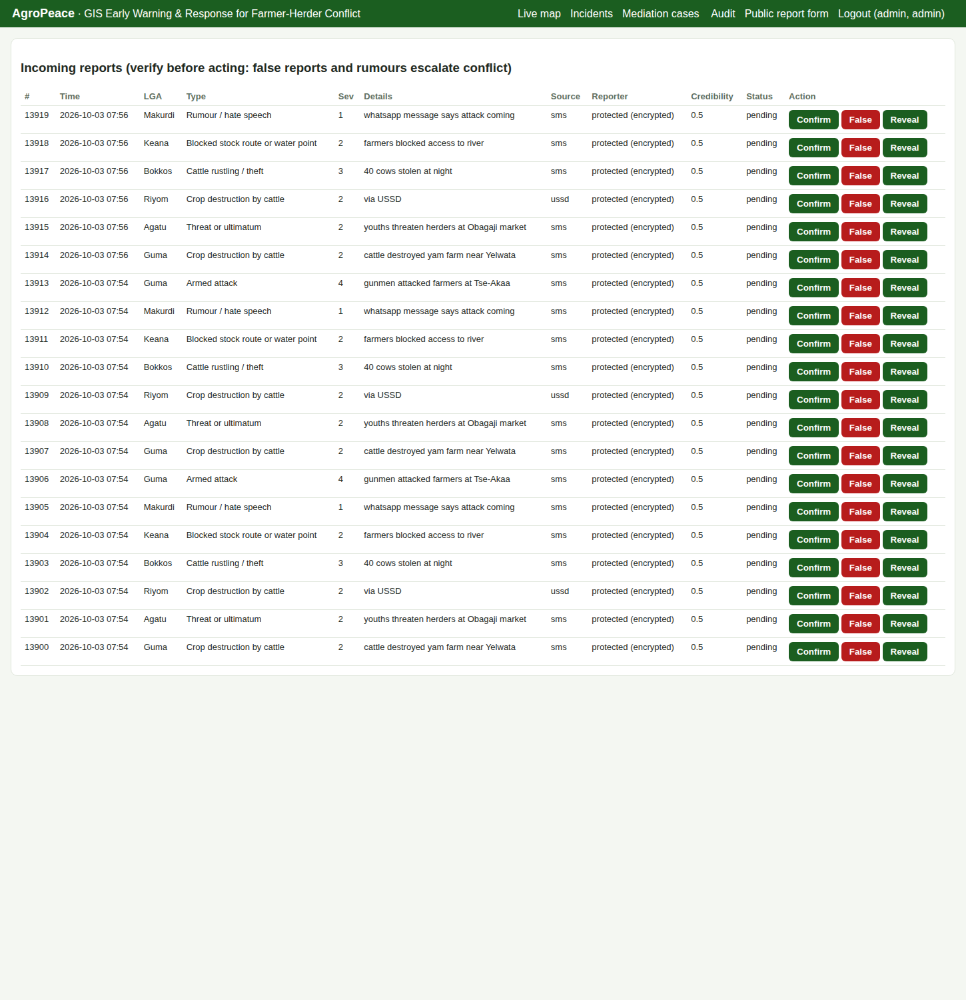 AgroPeace · GIS Early Warning & Response for Farmer-Herder Conflict Live map Incidents Mediation cases Audit Public report form Logout (admin, admin)
Incoming reports (verify before acting: false reports and rumours escalate conflict)
# Time LGA Type Sev Details Source Reporter Credibility Status Action
13919 2026-10-03 07:56 Makurdi Rumour / hate speech 1 whatsapp message says attack coming sms protected (encrypted) 0.5 pending Confirm False Reveal
13918 2026-10-03 07:56 Keana Blocked stock route or water point 2 farmers blocked access to river sms protected (encrypted) 0.5 pending Confirm False Reveal
13917 2026-10-03 07:56 Bokkos Cattle rustling / theft 3 40 cows stolen at night sms protected (encrypted) 0.5 pending Confirm False Reveal
13916 2026-10-03 07:56 Riyom Crop destruction by cattle 2 via USSD ussd protected (encrypted) 0.5 pending Confirm False Reveal
13915 2026-10-03 07:56 Agatu Threat or ultimatum 2 youths threaten herders at Obagaji market sms protected (encrypted) 0.5 pending Confirm False Reveal
13914 2026-10-03 07:56 Guma Crop destruction by cattle 2 cattle destroyed yam farm near Yelwata sms protected (encrypted) 0.5 pending Confirm False Reveal
13913 2026-10-03 07:54 Guma Armed attack 4 gunmen attacked farmers at Tse-Akaa sms protected (encrypted) 0.5 pending Confirm False Reveal
13912 2026-10-03 07:54 Makurdi Rumour / hate speech 1 whatsapp message says attack coming sms protected (encrypted) 0.5 pending Confirm False Reveal
13911 2026-10-03 07:54 Keana Blocked stock route or water point 2 farmers blocked access to river sms protected (encrypted) 0.5 pending Confirm False Reveal
13910 2026-10-03 07:54 Bokkos Cattle rustling / theft 3 40 cows stolen at night sms protected (encrypted) 0.5 pending Confirm False Reveal
13909 2026-10-03 07:54 Riyom Crop destruction by cattle 2 via USSD ussd protected (encrypted) 0.5 pending Confirm False Reveal
13908 2026-10-03 07:54 Agatu Threat or ultimatum 2 youths threaten herders at Obagaji market sms protected (encrypted) 0.5 pending Confirm False Reveal
13907 2026-10-03 07:54 Guma Crop destruction by cattle 2 cattle destroyed yam farm near Yelwata sms protected (encrypted) 0.5 pending Confirm False Reveal
13906 2026-10-03 07:54 Guma Armed attack 4 gunmen attacked farmers at Tse-Akaa sms protected (encrypted) 0.5 pending Confirm False Reveal
13905 2026-10-03 07:54 Makurdi Rumour / hate speech 1 whatsapp message says attack coming sms protected (encrypted) 0.5 pending Confirm False Reveal
13904 2026-10-03 07:54 Keana Blocked stock route or water point 2 farmers blocked access to river sms protected (encrypted) 0.5 pending Confirm False Reveal
13903 2026-10-03 07:54 Bokkos Cattle rustling / theft 3 40 cows stolen at night sms protected (encrypted) 0.5 pending Confirm False Reveal
13902 2026-10-03 07:54 Riyom Crop destruction by cattle 2 via USSD ussd protected (encrypted) 0.5 pending Confirm False Reveal
13901 2026-10-03 07:54 Agatu Threat or ultimatum 2 youths threaten herders at Obagaji market sms protected (encrypted) 0.5 pending Confirm False Reveal
13900 2026-10-03 07:54 Guma Crop destruction by cattle 2 cattle destroyed yam farm near Yelwata sms protected (encrypted) 0.5 pending Confirm False Reveal